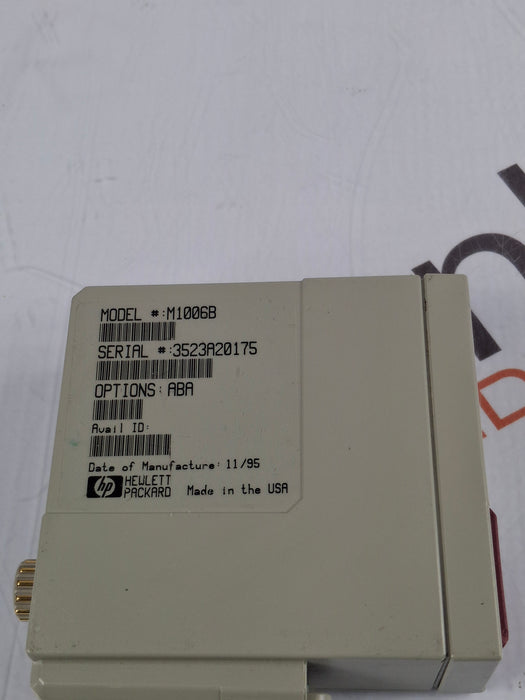 MODEL #:M1006B
SERIAL #:3523A20175
OPTIONS: ABA
Avail ID:
Date of Manufacture: 11/95
hp HEWLETT PACKARD Made in the USA